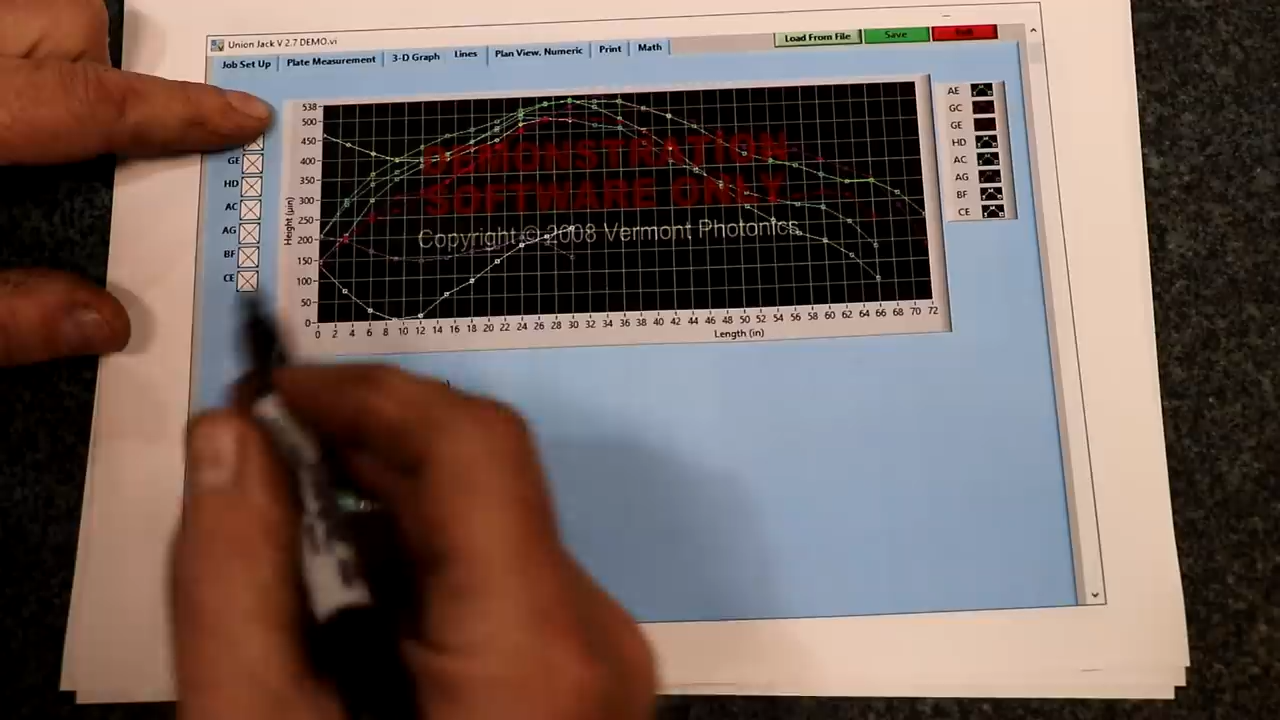 Union Jack V 2.7 DEMO.vi
Load From File Save
Job Set Up Plate Measurement 3-D Graph Lines Plan View, Numeric Print Math
GE
HD
AC
AG
BF
CE
Height (µin)
538
500
450
400
350
300
250
200
150
100
50
0
DEMONSTRATION
SOFTWARE ONLY
Copyright © 2008 Vermont Photonics
0 2 4 6 8 10 12 14 16 18 20 22 24 26 28 30 32 34 36 38 40 42 44 46 48 50 52 54 56 58 60 62 64 66 68 70 72
Length (in)
AE
GC
GE
HD
AC
AG
BF
CE